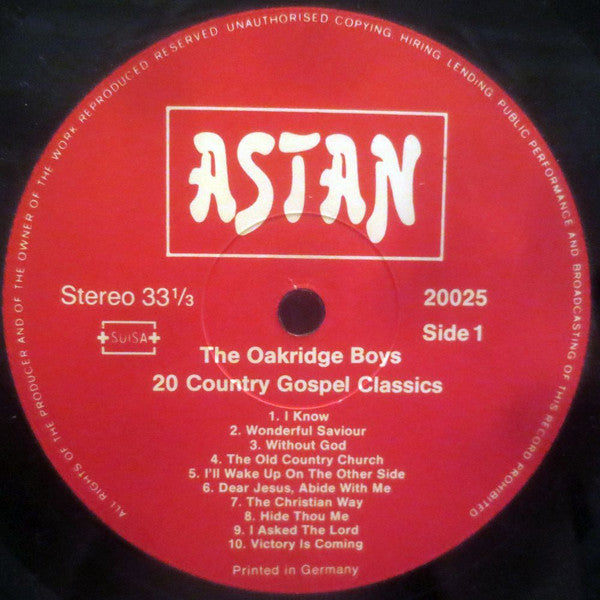 ALL RIGHTS OF THE PRODUCER AND OF THE OWNER OF THE WORK REPRODUCED RESERVED UNAUTHORISED COPYING, HIRING, LENDING, PUBLIC PERFORMANCE AND BROADCASTING OF THIS RECORD PROHIBITED
ASTAN
Stereo 33 1/3
20025
SUISA
Side 1
The Oakridge Boys
20 Country Gospel Classics
1. I Know
2. Wonderful Saviour
3. Without God
4. The Old Country Church
5. I'll Wake Up On The Other Side
6. Dear Jesus, Abide With Me
7. The Christian Way
8. Hide Thou Me
9. I Asked The Lord
10. Victory Is Coming
Printed in Germany